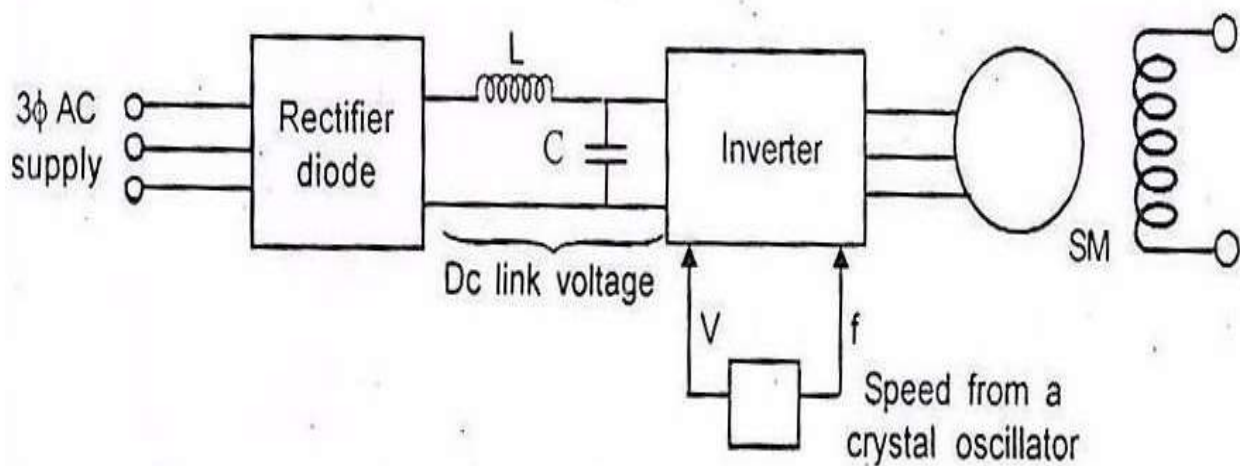 3ϕ AC
supply
Rectifier
diode
L
C
Dc link voltage
Inverter
SM
V
f
Speed from a
crystal oscillator